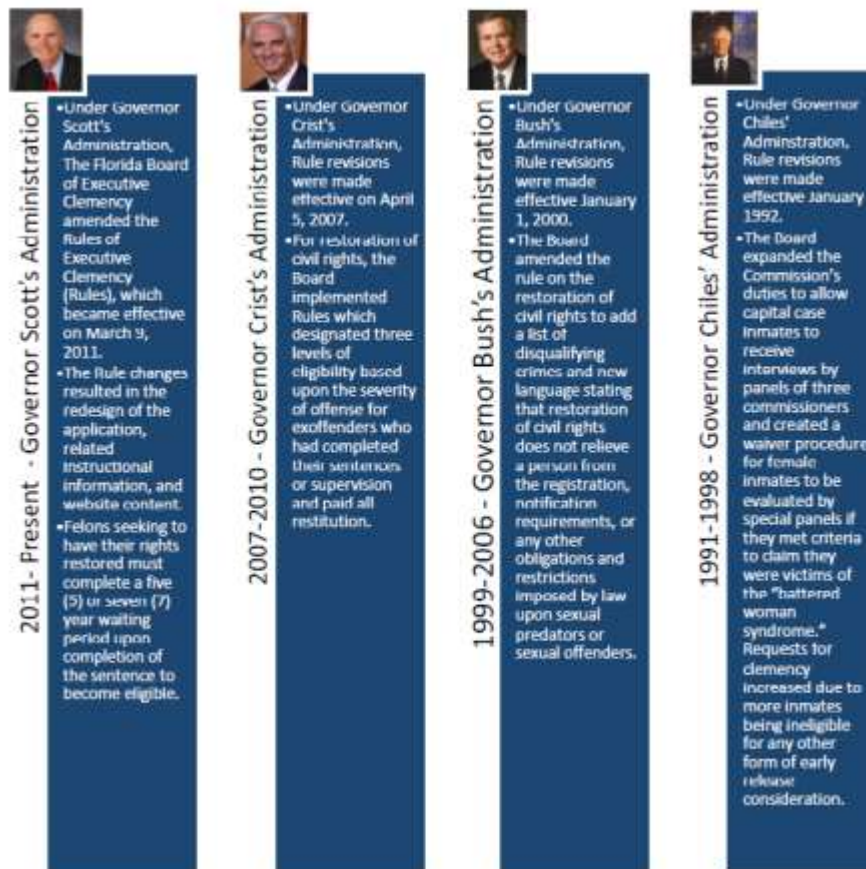 2011- Present - Governor Scott's Administration
•Under Governor
Scott's
Administration,
The Florida Board
of Executive
Clemency
amended the
Rules of
Executive
Clemency
(Rules), which
became effective
on March 9,
2011.
•The Rule changes
resulted in the
redesign of the
application,
related
instructional
information, and
website content.
•Felons seeking to
have their rights
restored must
complete a five
(5) or seven (7)
year waiting
period upon
completion of
the sentence to
become eligible.
2007-2010 - Governor Crist's Administration
•Under Governor
Crist's
Administration,
Rule revisions
were made
effective on April
5, 2007.
•For restoration of
civil rights, the
Board
implemented
Rules which
designated three
levels of
eligibility based
upon the severity
of offense for
exoffenders who
had completed
their sentences
or supervision
and paid all
restitution.
1999-2006 - Governor Bush's Administration
•Under Governor
Bush's
Administration,
Rule revisions
were made
effective January
1, 2000.
•The Board
amended the
rule on the
restoration of
civil rights to add
a list of
disqualifying
crimes and new
language stating
that restoration
of civil rights
does not relieve
a person from
the registration,
notification
requirements, or
any other
obligations and
restrictions
imposed by law
upon sexual
predators or
sexual offenders.
1991-1998 - Governor Chiles' Administration
•Under Governor
Chiles'
Adminstration,
Rule revisions
were made
effective January
1992.
•The Board
expanded the
Commission's
duties to allow
capital case
inmates to
receive
interviews by
panels of three
commissioners
and created a
waiver procedure
for female
inmates to be
evaluated by
special panels if
they met criteria
to claim they
were victims of
the "battered
woman
syndrome."
Requests for
clemency
increased due to
more inmates
being ineligible
for any other
form of early
release
consideration.